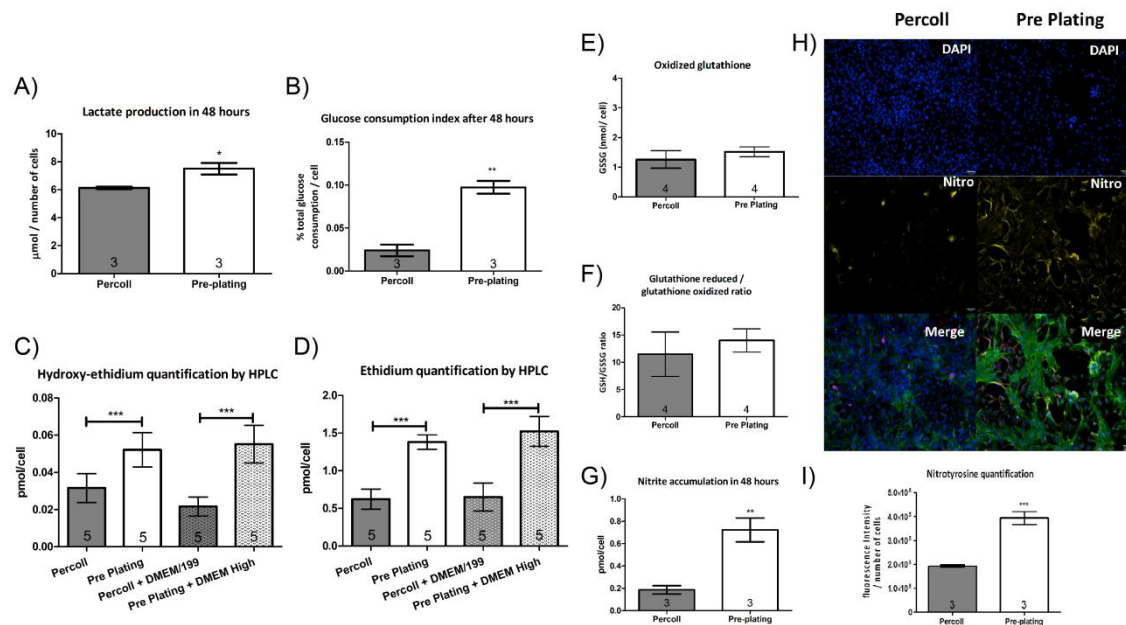 Percoll
Pre Plating
A)
Lactate production in 48 hours
μmol / number of cells
10
8
6
4
2
0
*
3
3
Percoll
Pre-plating
B)
Glucose consumption index after 48 hours
% total glucose
consumption / cell
0.15
0.10
0.05
0.00
**
3
3
Percoll
Pre-plating
C)
Hydroxy-ethidium quantification by HPLC
pmol/cell
0.08
0.06
0.04
0.02
0.00
***
***
5
5
5
5
Percoll
Pre Plating
Percoll + DMEM/199
Pre Plating + DMEM High
D)
Ethidium quantification by HPLC
pmol/cell
2.0
1.5
1.0
0.5
0.0
***
***
5
5
5
5
Percoll
Pre Plating
Percoll + DMEM/199
Pre Plating + DMEM High
E)
Oxidized glutathione
GSSG (nmol/ cell)
4
3
2
1
0
4
4
Percoll
Pre Plating
F)
Glutathione reduced /
glutathione oxidized ratio
GSH/GSSG ratio
20
15
10
5
0
4
4
Percoll
Pre Plating
G)
Nitrite accumulation in 48 hours
pmol/cell
1.0
0.8
0.6
0.4
0.2
0.0
**
3
3
Percoll
Pre-plating
H)
DAPI
DAPI
Nitro
Nitro
Merge
Merge
I)
Nitrotyrosine quantification
fluorescence Intensity
/ number of cells
***
0
3
3
Percoll
Pre-plating